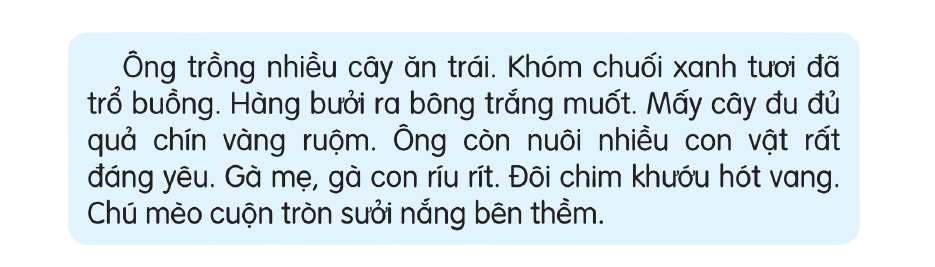 Ông trồng nhiều cây ăn trái. Khóm chuối xanh tươi đã
trổ buồng. Hàng bưởi ra bông trắng muốt. Mấy cây đu đủ
quả chín vàng ruộm. Ông còn nuôi nhiều con vật rất
đáng yêu. Gà mẹ, gà con ríu rít. Đôi chim khướu hót vang.
Chú mèo cuộn tròn sưởi nắng bên thềm.